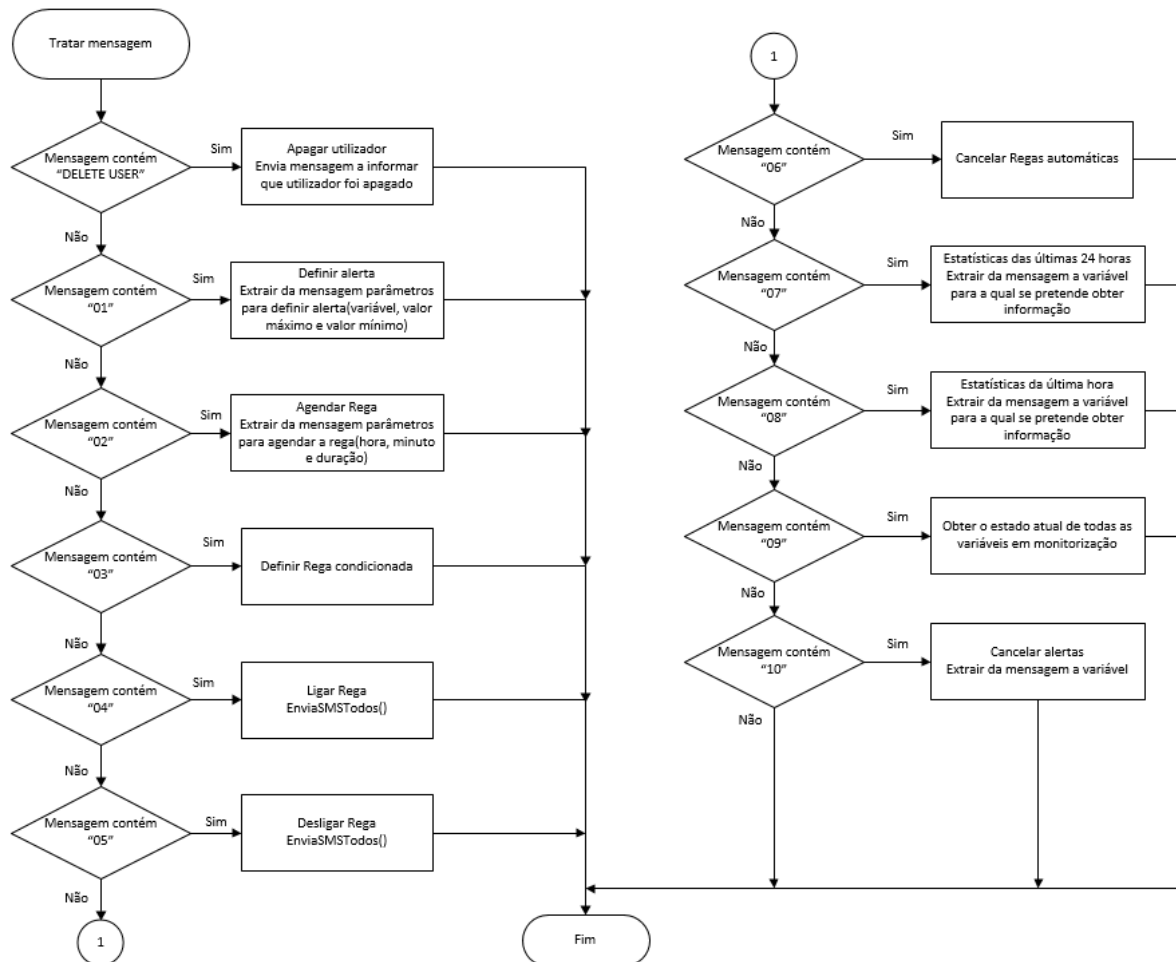 Tratar mensagem
Mensagem contém
“DELETE USER”
Sim
Apagar utilizador
Envia mensagem a informar
que utilizador foi apagado
Não
Mensagem contém
“01”
Sim
Definir alerta
Extrair da mensagem parâmetros
para definir alerta(variável, valor
máximo e valor mínimo)
Não
Mensagem contém
“02”
Sim
Agendar Rega
Extrair da mensagem parâmetros
para agendar a rega(hora, minuto
e duração)
Não
Mensagem contém
“03”
Sim
Definir Rega condicionada
Não
Mensagem contém
“04”
Sim
Ligar Rega
EnviaSMSTodos()
Não
Mensagem contém
“05”
Sim
Desligar Rega
EnviaSMSTodos()
Não
1
Fim
1
Mensagem contém
“06”
Sim
Cancelar Regas automáticas
Não
Mensagem contém
“07”
Sim
Estatísticas das últimas 24 horas
Extrair da mensagem a variável
para a qual se pretende obter
informação
Não
Mensagem contém
“08”
Sim
Estatísticas da última hora
Extrair da mensagem a variável
para a qual se pretende obter
informação
Não
Mensagem contém
“09”
Sim
Obter o estado atual de todas as
variáveis em monitorização
Não
Mensagem contém
“10”
Sim
Cancelar alertas
Extrair da mensagem a variável
Não